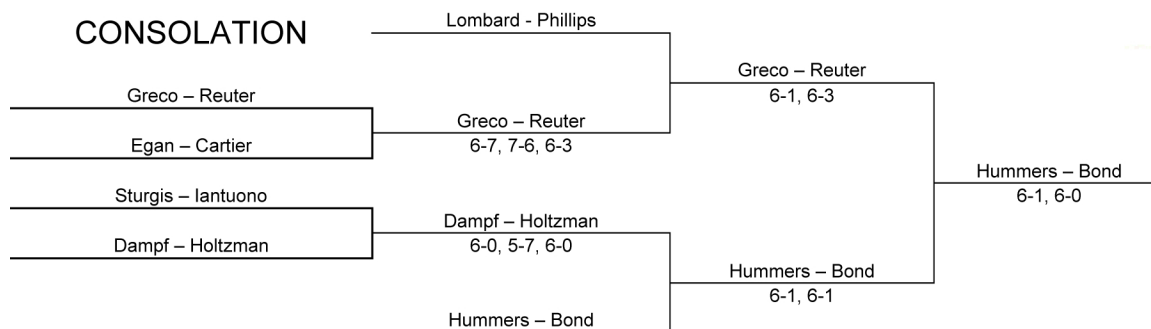 CONSOLATION
Lombard - Phillips
Greco – Reuter
6-1, 6-3
Greco – Reuter
Egan – Cartier
Greco – Reuter
6-7, 7-6, 6-3
Hummers – Bond
6-1, 6-0
Sturgis – Iantuono
Dampf – Holtzman
Dampf – Holtzman
6-0, 5-7, 6-0
Hummers – Bond
6-1, 6-1
Hummers – Bond